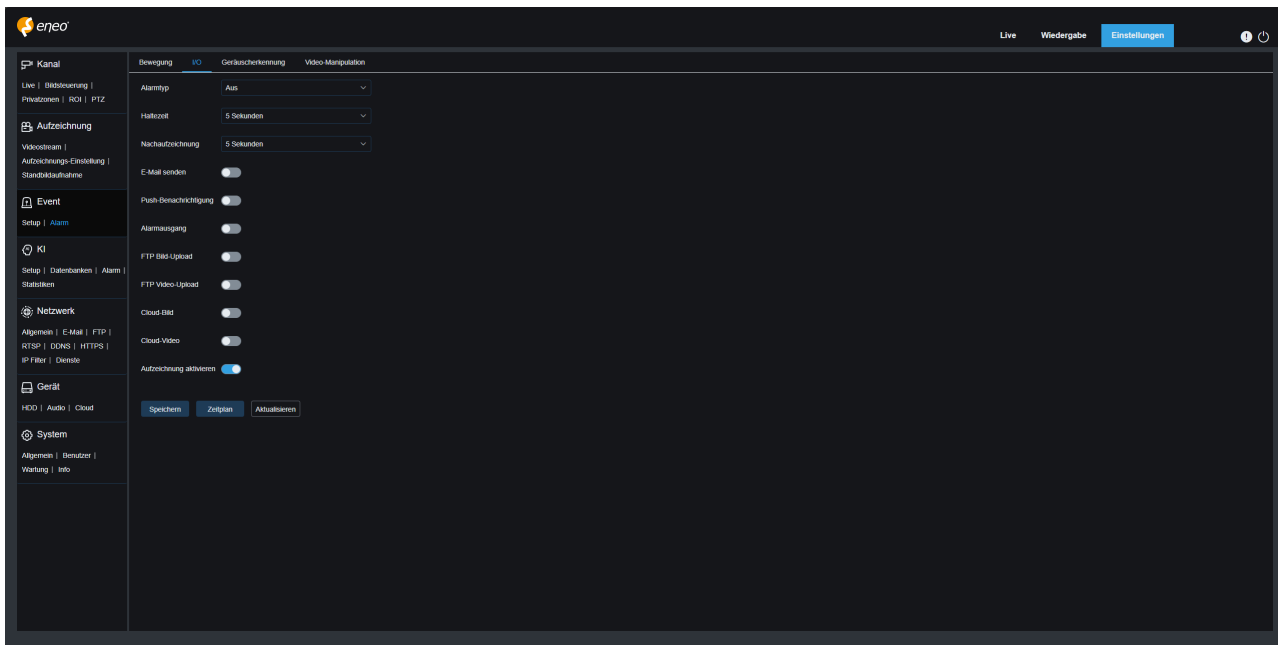 eneo
Live Wiedergabe Einstellungen
Kanal
Live | Bildsteuerung |
Privatzonen | ROI | PTZ
Aufzeichnung
Videostream |
Aufzeichnungs-Einstellung |
Standbildaufnahme
Event
Setup | Alarm
KI
Setup | Datenbanken | Alarm |
Statistiken
Netzwerk
Allgemein | E-Mail | FTP |
RTSP | DDNS | HTTPS |
IP Filter | Dienste
Gerät
HDD | Audio | Cloud
System
Allgemein | Benutzer |
Wartung | Info
Bewegung I/O Geräuscherkennung Video-Manipulation
Alarmtyp Aus
Haltezeit 5 Sekunden
Nachaufzeichnung 5 Sekunden
E-Mail senden
Push-Benachrichtigung
Alarmausgang
FTP Bild-Upload
FTP Video-Upload
Cloud-Bild
Cloud-Video
Aufzeichnung aktivieren
Speichern Zeitplan Aktualisieren